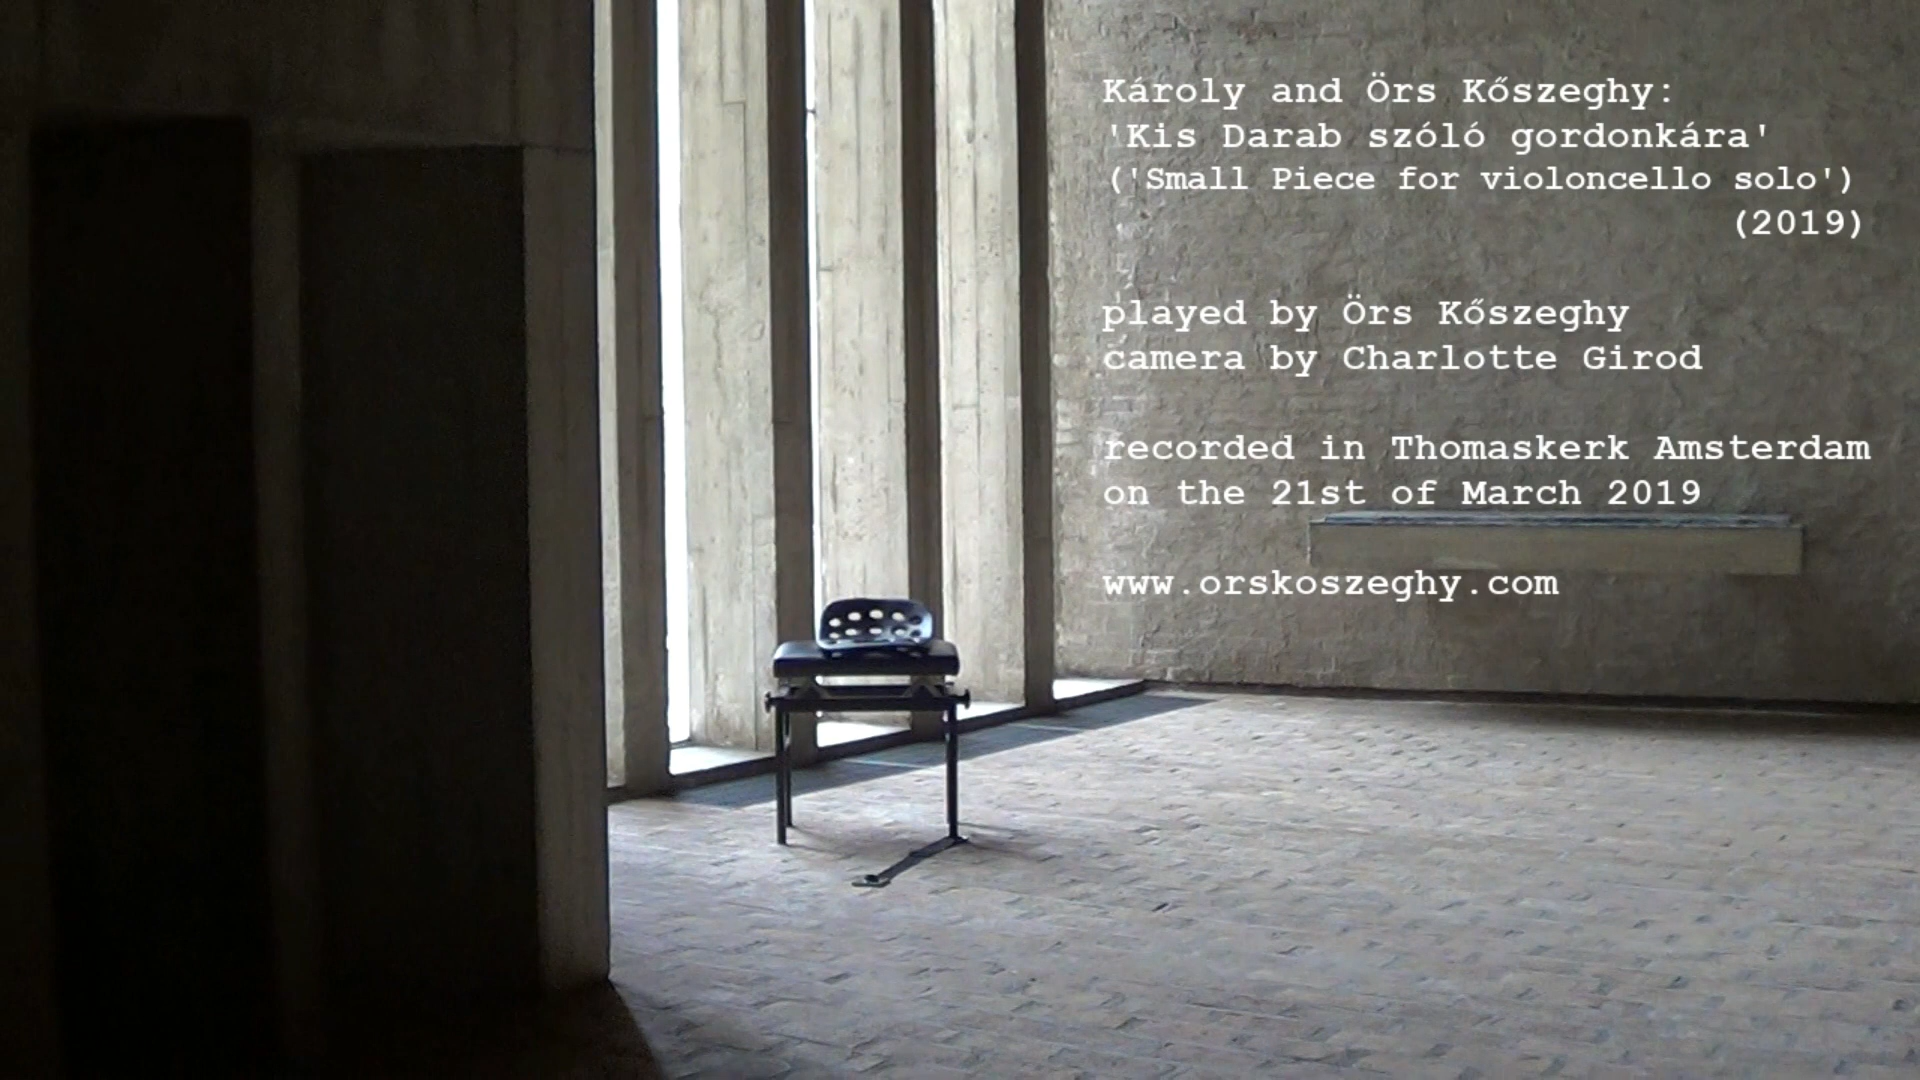 Károly and Örs Kőszeghy:
'Kis Darab szóló gordonkára'
('Small Piece for violoncello solo')
(2019)
played by Örs Kőszeghy
camera by Charlotte Girod
recorded in Thomaskerk Amsterdam
on the 21st of March 2019
www.orskoszeghy.com